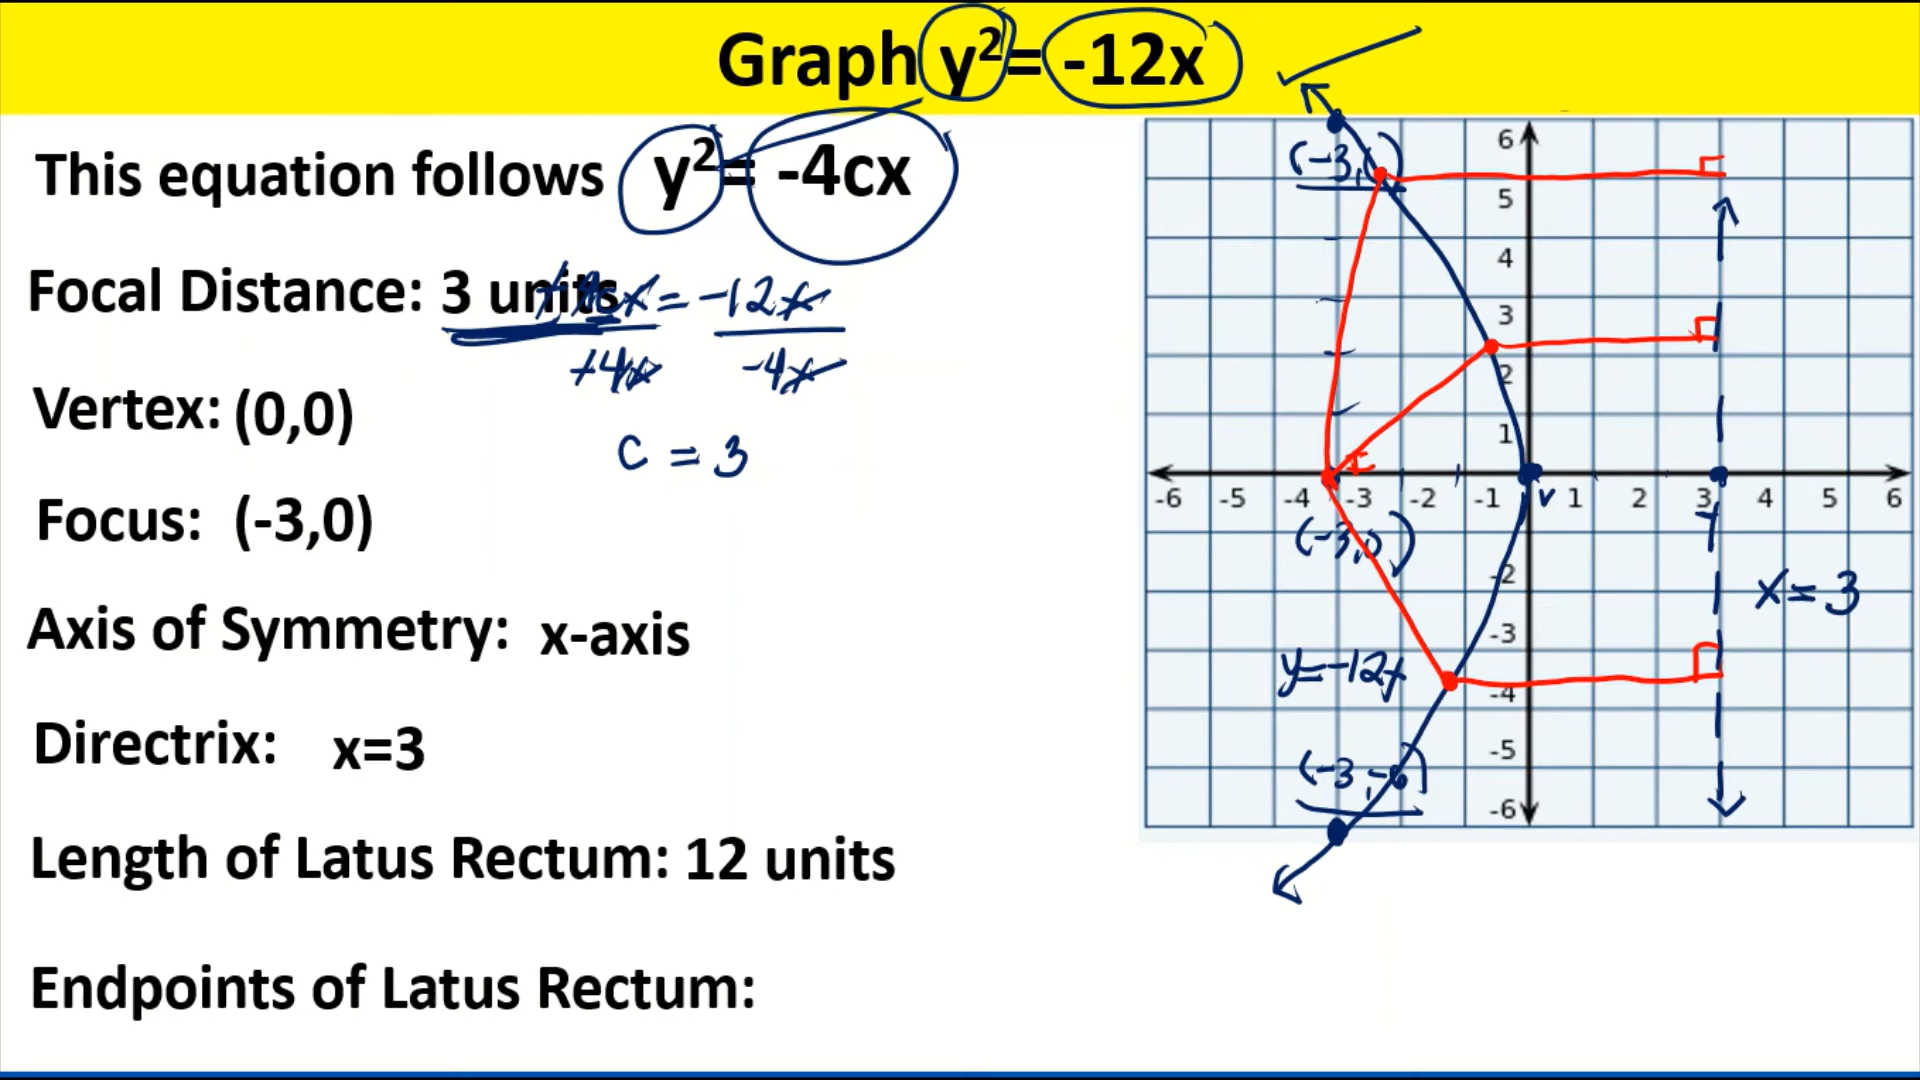 Graph y²= -12x
This equation follows y²= -4cx
Focal Distance: 3 units
-4cx = -12x
-4x -4x
c = 3
Vertex: (0,0)
Focus: (-3,0)
Axis of Symmetry: x-axis
Directrix: x=3
Length of Latus Rectum: 12 units
Endpoints of Latus Rectum:
6
5
4
3
2
1
-6 -5 -4 -3 -2 -1 v 1 2 3 4 5 6
-2
-3
-4
-5
-6
(-3,0)
x=3
y=-12x
(-3,-6)